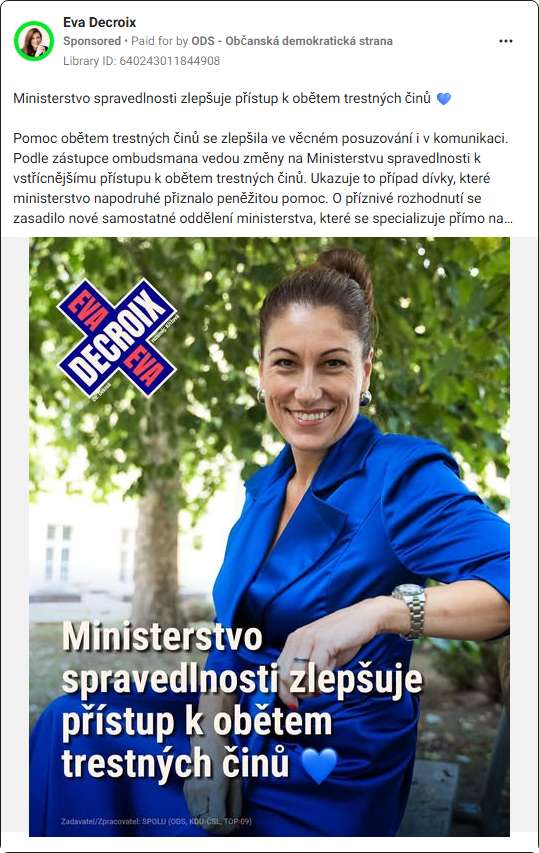 Eva Decroix
Sponsored • Paid for by ODS - Občanská demokratická strana
Library ID: 640243011844908
Ministerstvo spravedlnosti zlepšuje přístup k obětem trestných činů 💙
Pomoc obětem trestných činů se zlepšila ve věcném posuzování i v komunikaci.
Podle zástupce ombudsmana vedou změny na Ministerstvu spravedlnosti k
vstřícnějšímu přístupu k obětem trestných činů. Ukazuje to případ dívky, které
ministerstvo napodruhé přiznalo peněžitou pomoc. O příznivé rozhodnutí se
zasadilo nové samostatné oddělení ministerstva, které se specializuje přímo na…
EVA
DECROIX
EVA
Ministerstvo
spravedlnosti zlepšuje
přístup k obětem
trestných činů 💙
Zadavatel/Zpracovatel: SPOLU (ODS, KDU-ČSL, TOP 09)